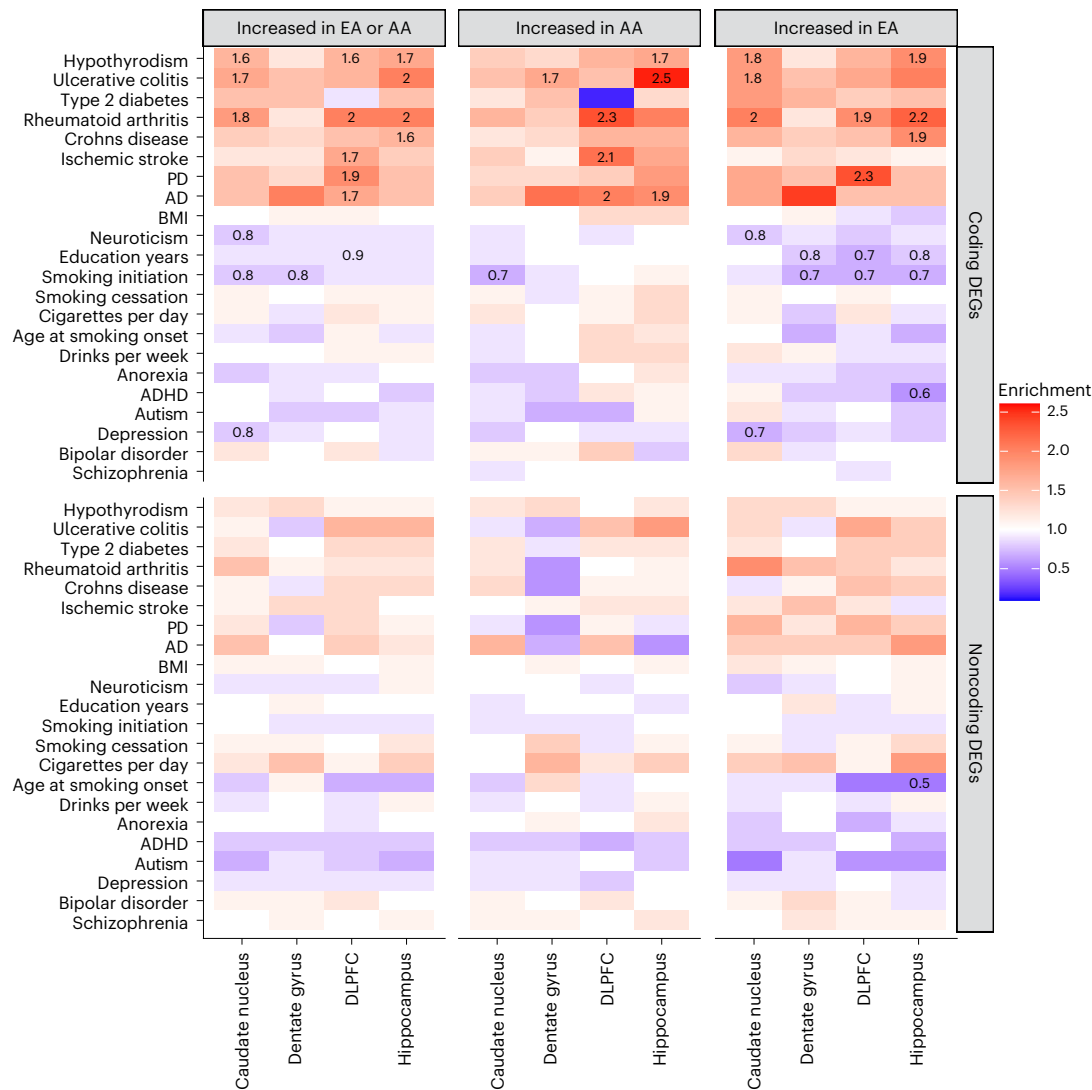 Increased in EA or AA Increased in AA Increased in EA
Hypothyrodism 1.6 1.6 1.7 1.7 1.8 1.9
Ulcerative colitis 1.7 2 1.7 2.5 1.8
Type 2 diabetes
Rheumatoid arthritis 1.8 2 2 2.3 2 1.9 2.2
Crohns disease 1.6 1.9
Ischemic stroke 1.7 2.1
PD 1.9 2.3
AD 1.7 2 1.9
BMI
Neuroticism 0.8 0.8
Education years 0.9 0.8 0.7 0.8
Smoking initiation 0.8 0.8 0.7 0.7 0.7 0.7
Smoking cessation
Cigarettes per day
Age at smoking onset
Drinks per week
Anorexia
ADHD 0.6
Autism
Depression 0.8 0.7
Bipolar disorder
Schizophrenia
Coding DEGs
Hypothyrodism
Ulcerative colitis
Type 2 diabetes
Rheumatoid arthritis
Crohns disease
Ischemic stroke
PD
AD
BMI
Neuroticism
Education years
Smoking initiation
Smoking cessation
Cigarettes per day
Age at smoking onset 0.5
Drinks per week
Anorexia
ADHD
Autism
Depression
Bipolar disorder
Schizophrenia
Noncoding DEGs
Caudate nucleus Dentate gyrus DLPFC Hippocampus Caudate nucleus Dentate gyrus DLPFC Hippocampus Caudate nucleus Dentate gyrus DLPFC Hippocampus
Enrichment
2.5
2.0
1.5
1.0
0.5